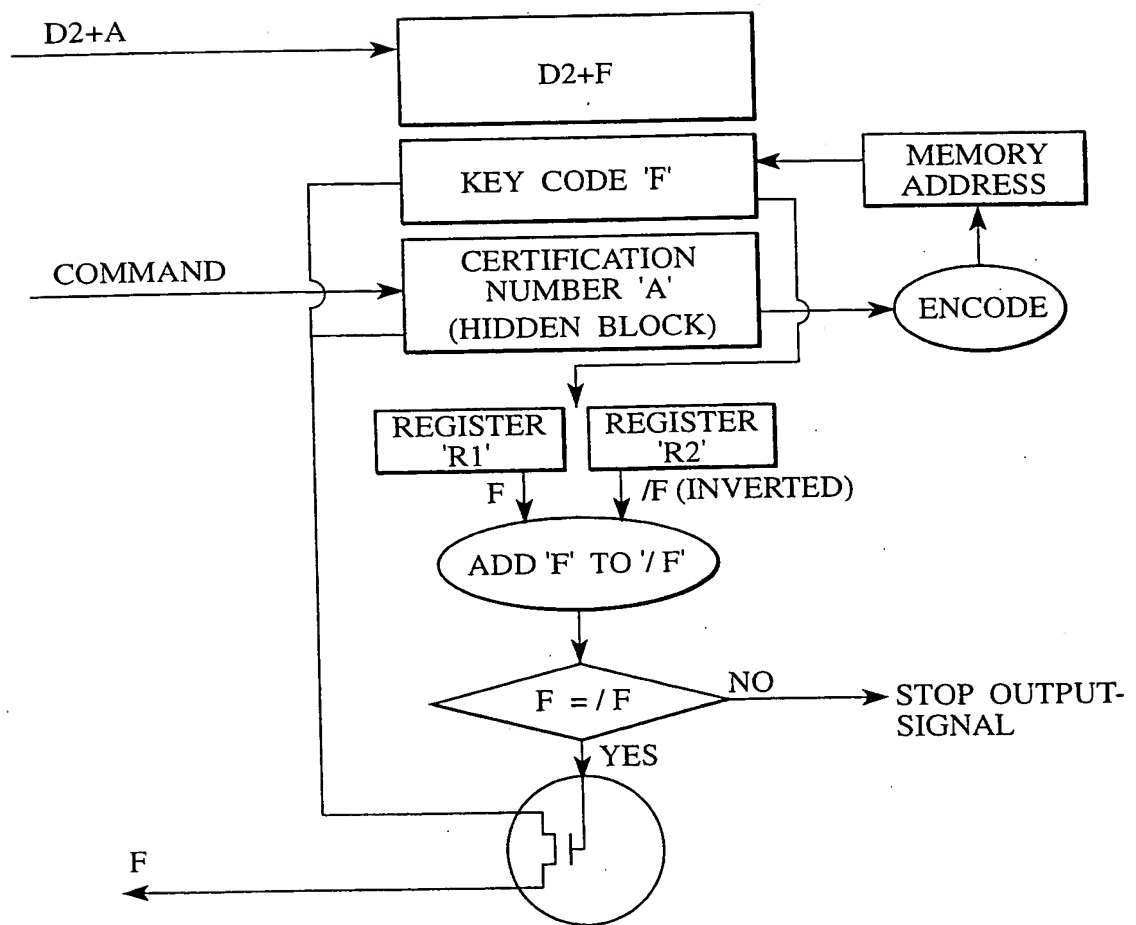 D2+A
D2+F
KEY CODE 'F'
MEMORY
ADDRESS
COMMAND
CERTIFICATION
NUMBER 'A'
(HIDDEN BLOCK)
ENCODE
REGISTER
'R1'
REGISTER
'R2'
F
/F (INVERTED)
ADD 'F' TO '/ F'
F = / F
NO
STOP OUTPUT-
SIGNAL
YES
F